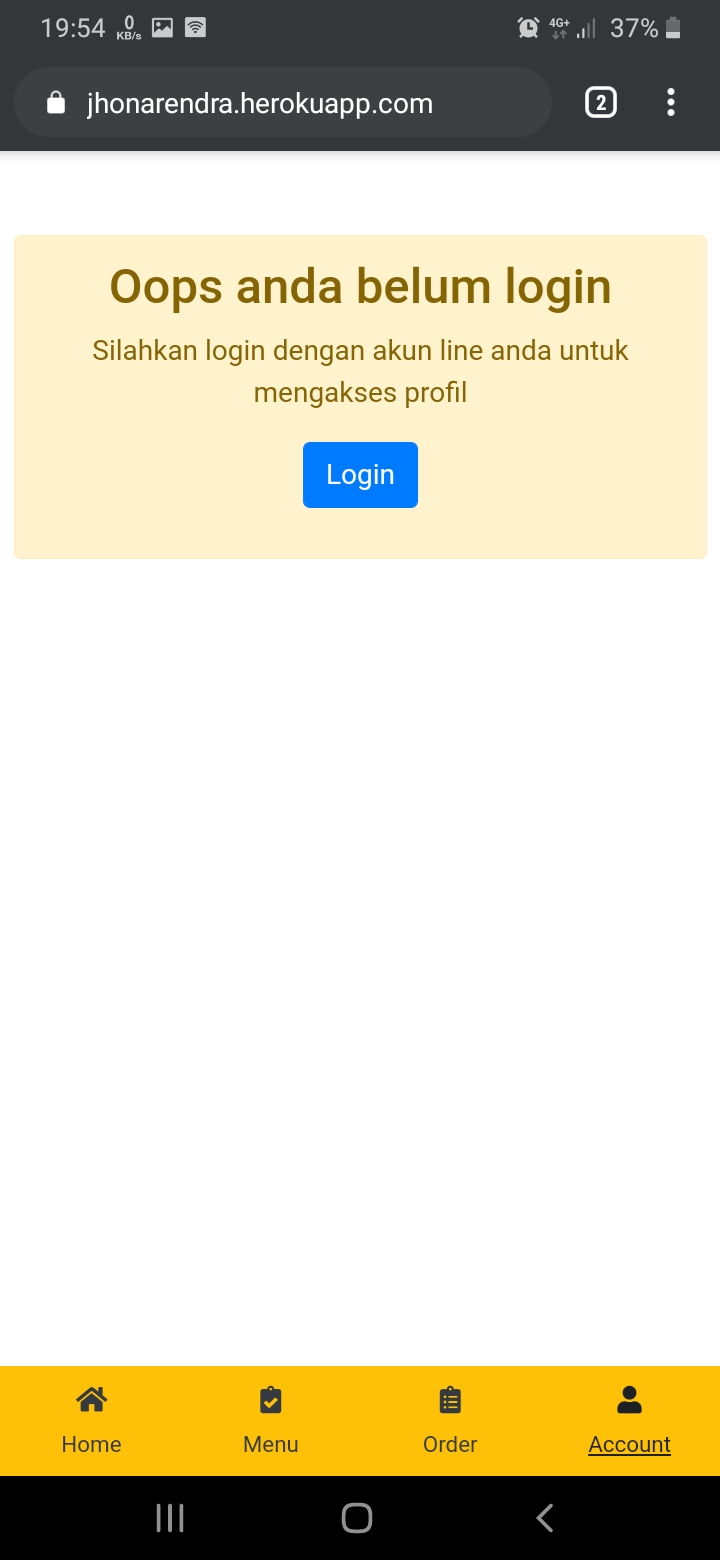 19:54 0 KB/s 4G+ 37%
jhonarendra.herokuapp.com 2
Oops anda belum login
Silahkan login dengan akun line anda untuk
mengakses profil
Login
Home Menu Order Account